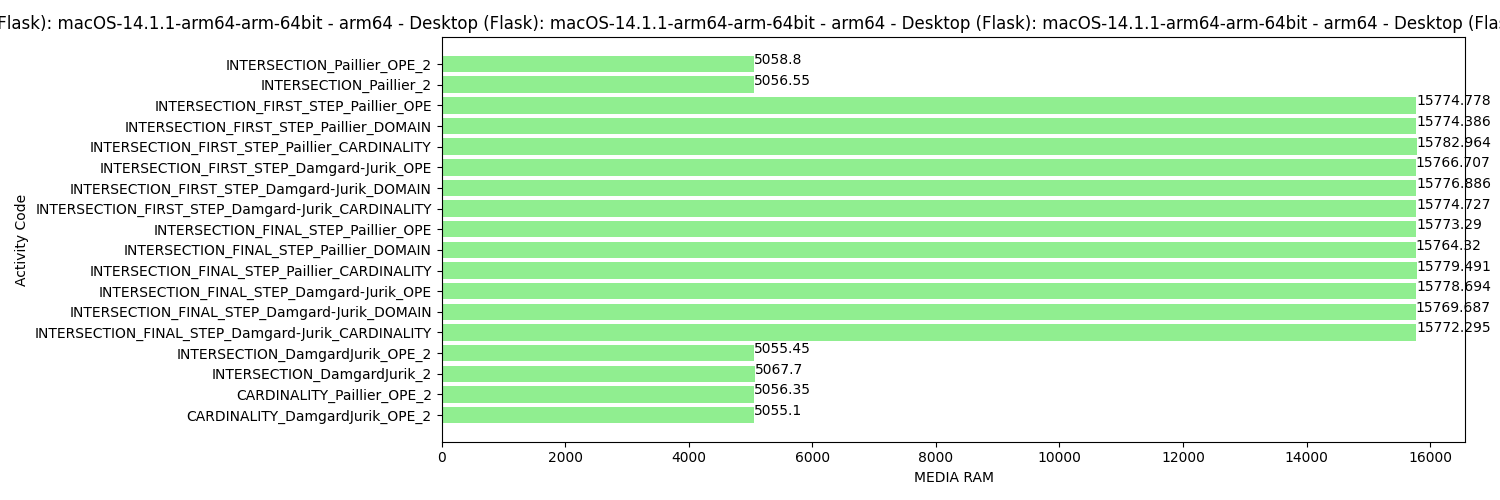 Flask): macOS-14.1.1-arm64-arm-64bit - arm64 - Desktop (Flask): macOS-14.1.1-arm64-arm-64bit - arm64 - Desktop (Flask): macOS-14.1.1-arm64-arm-64bit - arm64 - Desktop (Flas
INTERSECTION_Paillier_OPE_2 5058.8
INTERSECTION_Paillier_2 5056.55
INTERSECTION_FIRST_STEP_Paillier_OPE 15774.778
INTERSECTION_FIRST_STEP_Paillier_DOMAIN 15774.386
INTERSECTION_FIRST_STEP_Paillier_CARDINALITY 15782.964
INTERSECTION_FIRST_STEP_Damgard-Jurik_OPE 15766.707
INTERSECTION_FIRST_STEP_Damgard-Jurik_DOMAIN 15776.886
INTERSECTION_FIRST_STEP_Damgard-Jurik_CARDINALITY 15774.727
INTERSECTION_FINAL_STEP_Paillier_OPE 15773.29
INTERSECTION_FINAL_STEP_Paillier_DOMAIN 15764.32
INTERSECTION_FINAL_STEP_Paillier_CARDINALITY 15779.491
INTERSECTION_FINAL_STEP_Damgard-Jurik_OPE 15778.694
INTERSECTION_FINAL_STEP_Damgard-Jurik_DOMAIN 15769.687
INTERSECTION_FINAL_STEP_Damgard-Jurik_CARDINALITY 15772.295
INTERSECTION_DamgardJurik_OPE_2 5055.45
INTERSECTION_DamgardJurik_2 5067.7
CARDINALITY_Paillier_OPE_2 5056.35
CARDINALITY_DamgardJurik_OPE_2 5055.1
Activity Code
0 2000 4000 6000 8000 10000 12000 14000 16000
MEDIA RAM